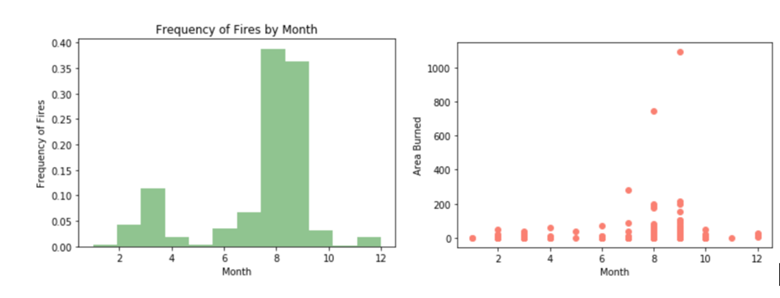 Frequency of Fires by Month
Frequency of Fires
0.40
0.35
0.30
0.25
0.20
0.15
0.10
0.05
0.00
2 4 6 8 10 12
Month
Area Burned
1000
800
600
400
200
0
2 4 6 8 10 12
Month